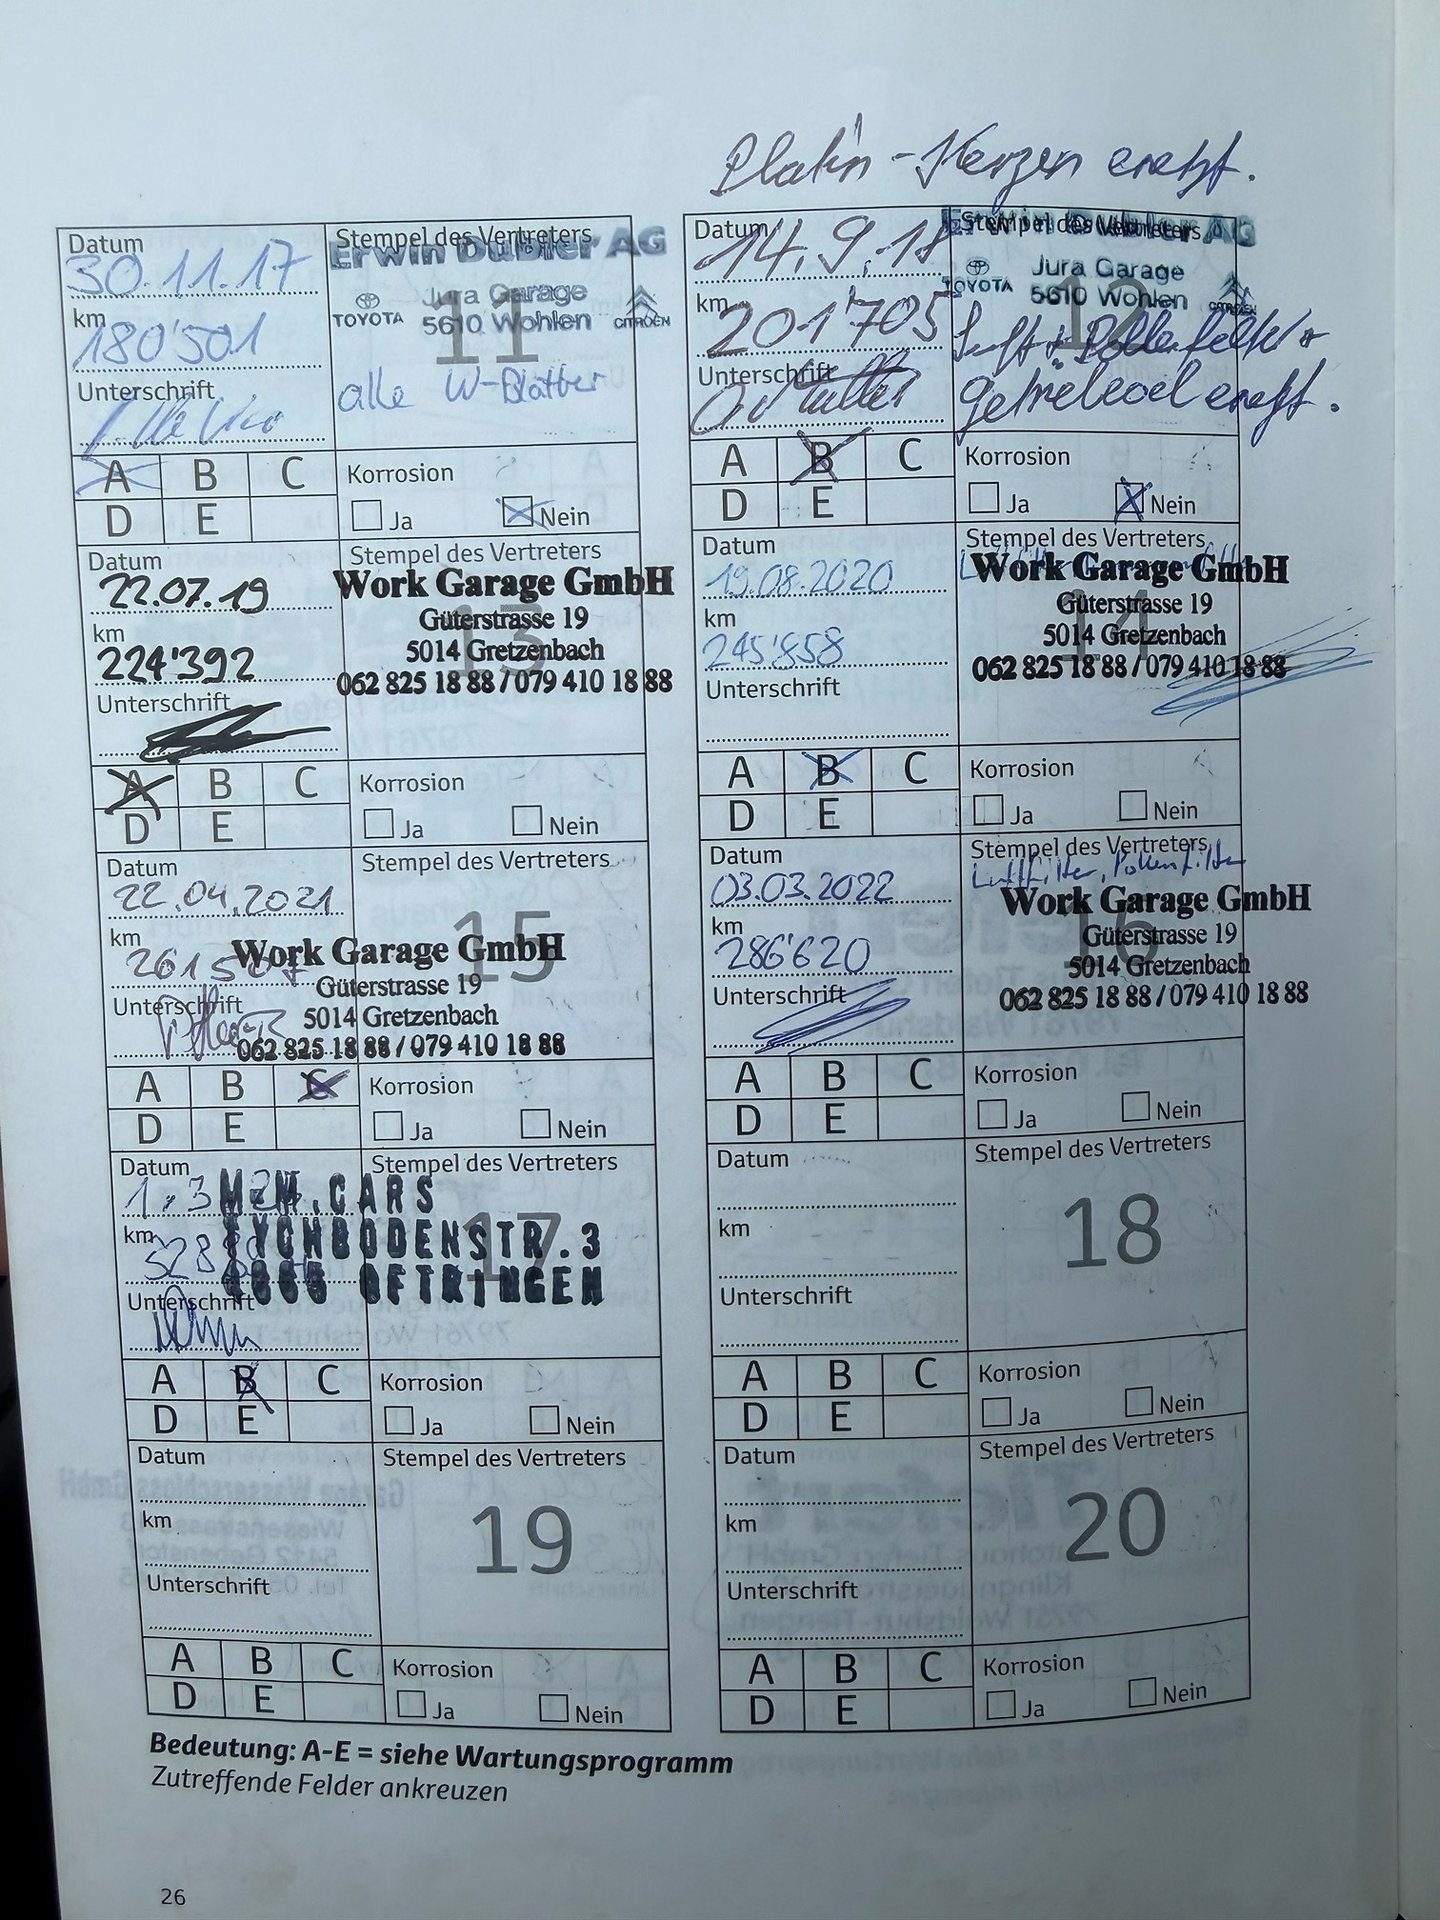 Platin-Kerzen ersetzt.
Datum
30.11.17
km
180'501
Unterschrift
Stempel des Vertreters
Erwin Dubler AG
TOYOTA
Jura Garage
5610 Wohlen
CITROËN
11
alle W-Blätter
A B C
D E
Korrosion
Ja Nein
Datum
14.9.18
km
201'705
Unterschrift
Stempel des Vertreters
Erwin Dubler AG
TOYOTA
Jura Garage
5610 Wohlen
12
Luft + Pollenfilter +
getriebeoel ersetzt.
A B C
D E
Korrosion
Ja Nein
Datum
22.07.19
km
224'392
Unterschrift
Stempel des Vertreters
Work Garage GmbH
Güterstrasse 19
5014 Gretzenbach
062 825 18 88 / 079 410 18 88
13
A B C
D E
Korrosion
Ja Nein
Datum
19.08.2020
km
245'858
Unterschrift
Stempel des Vertreters
Work Garage GmbH
Güterstrasse 19
5014 Gretzenbach
062 825 18 88 / 079 410 18 88
14
A B C
D E
Korrosion
Ja Nein
Datum
22.04.2021
km
Unterschrift
Stempel des Vertreters
15
Work Garage GmbH
Güterstrasse 19
5014 Gretzenbach
062 825 18 88 / 079 410 18 88
A B C
D E
Korrosion
Ja Nein
Datum
03.03.2022
km
286'620
Unterschrift
Stempel des Vertreters
Luftfilter, Pollenfilter
Work Garage GmbH
Güterstrasse 19
5014 Gretzenbach
062 825 18 88 / 079 410 18 88
16
A B C
D E
Korrosion
Ja Nein
Datum
km
Unterschrift
Stempel des Vertreters
17
M&M.CARS
TYCHBODENSTR.3
4665 OFTRINGEN
A B C
D E
Korrosion
Ja Nein
Datum
km
Unterschrift
Stempel des Vertreters
18
A B C
D E
Korrosion
Ja Nein
Datum
km
Unterschrift
Stempel des Vertreters
19
A B C
D E
Korrosion
Ja Nein
Datum
km
Unterschrift
Stempel des Vertreters
20
A B C
D E
Korrosion
Ja Nein
Bedeutung: A-E = siehe Wartungsprogramm
Zutreffende Felder ankreuzen
26